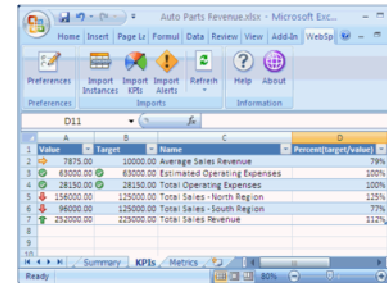 Auto Parts Revenue.xlsx - Microsoft Exc...
Home Insert Page La Formul Data Review View Add-In WebSp
Preferences Import Instances Import KPIs Import Alerts Refresh Help About
Preferences Imports Information
D11 fx
A B C D
1 Value Target Name Percent(target/value)
2 7875.00 10000.00 Average Sales Revenue 79%
3 63000.00 63000.00 Estimated Operating Expenses 100%
4 28150.00 28150.00 Total Operating Expenses 100%
5 156000.00 125000.00 Total Sales - North Region 125%
6 96000.00 125000.00 Total Sales - South Region 77%
7 252000.00 225000.00 Total Sales Revenue 112%
8
9
10
Summary KPIs Metrics
Ready 80%